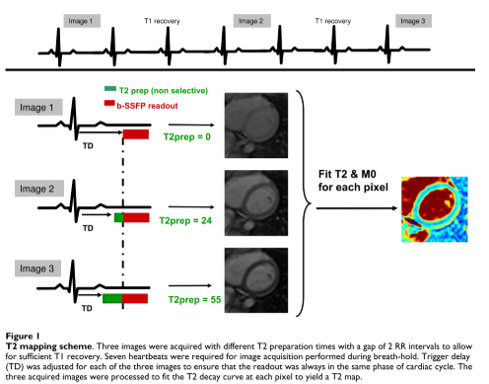 Image 1
T1 recovery
Image 2
T1 recovery
Image 3
T2 prep (non selective)
b-SSFP readout
Image 1
TD
T2prep = 0
Image 2
TD
T2prep = 24
Fit T2 & M0
for each pixel
Image 3
TD
T2prep = 55
Figure 1
T2 mapping scheme. Three images were acquired with different T2 preparation times with a gap of 2 RR intervals to allow
for sufficient T1 recovery. Seven heartbeats were required for image acquisition performed during breath-hold. Trigger delay
(TD) was adjusted for each of the three images to ensure that the readout was always in the same phase of cardiac cycle. The
three acquired images were processed to fit the T2 decay curve at each pixel to yield a T2 map.